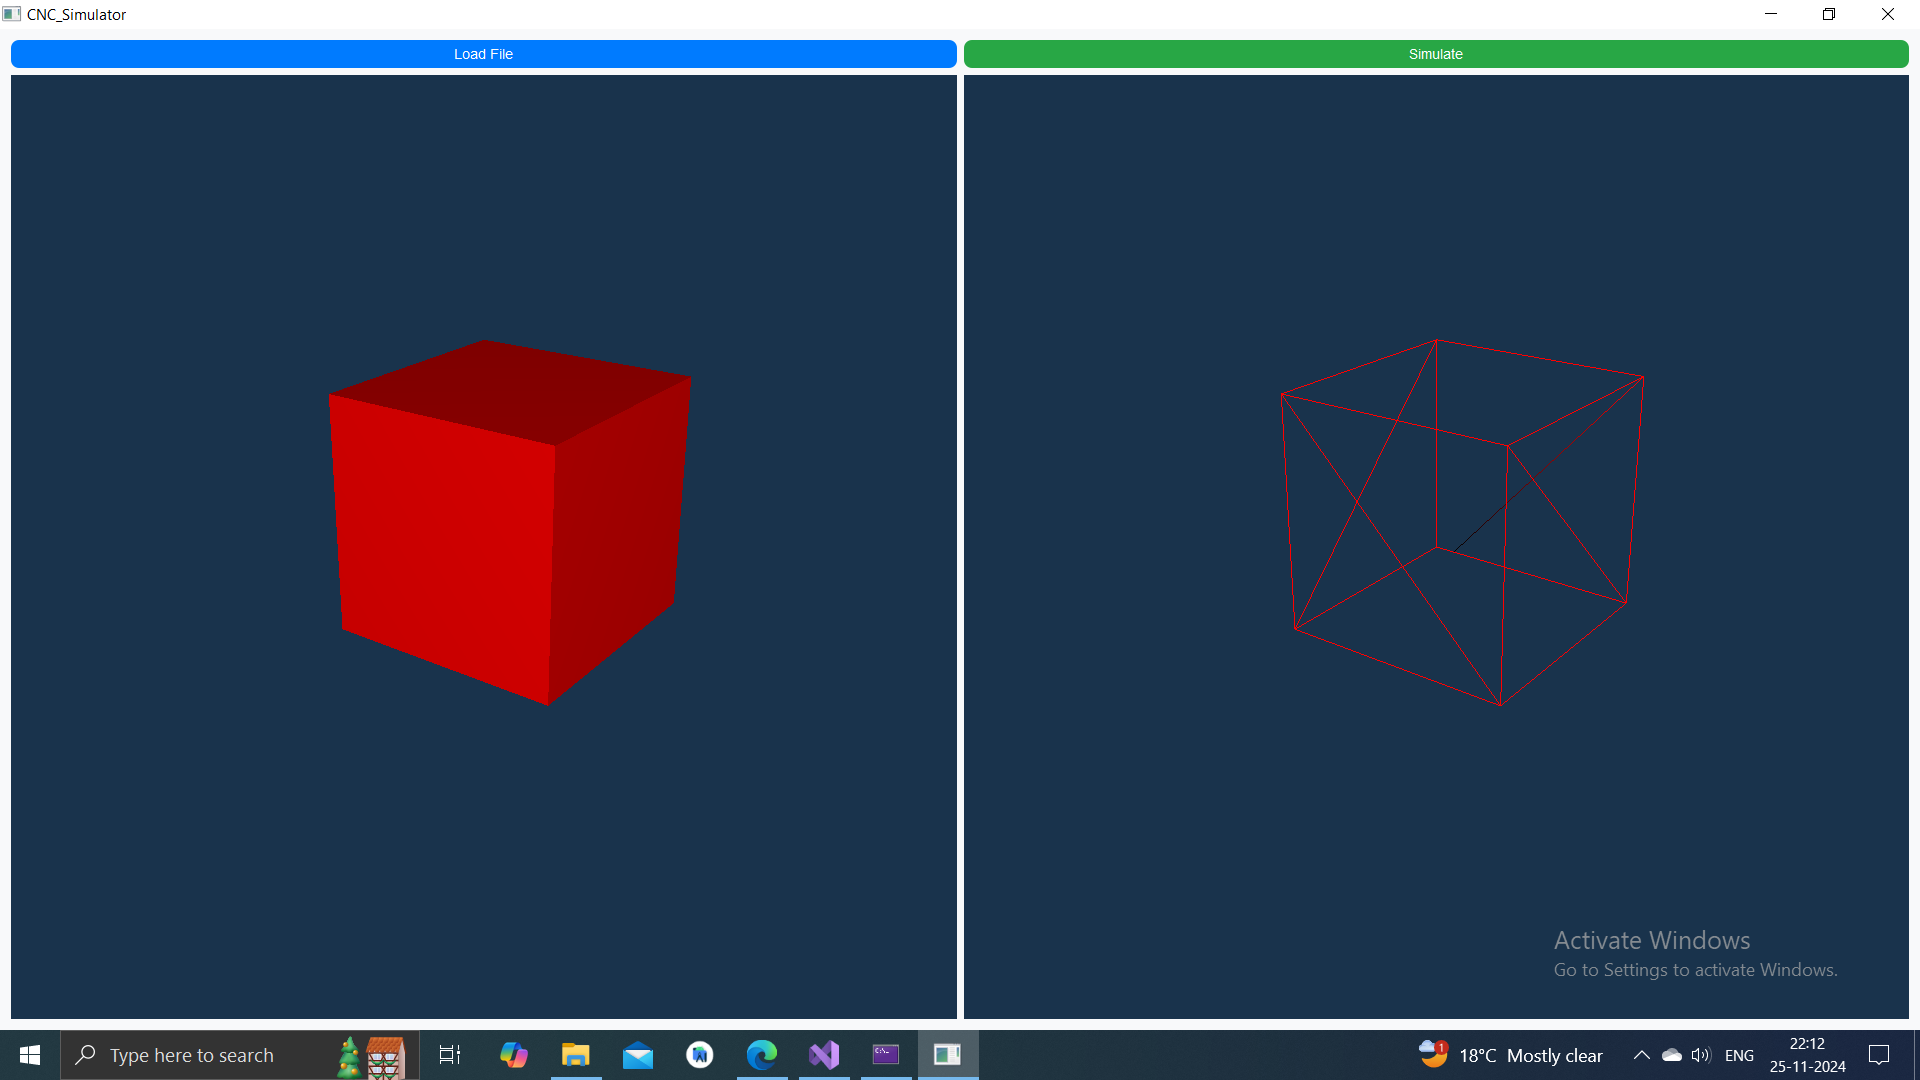 CNC_Simulator
Load File
Simulate
Activate Windows
Go to Settings to activate Windows.
Type here to search
1
18°C Mostly clear
ENG
22:12
25-11-2024